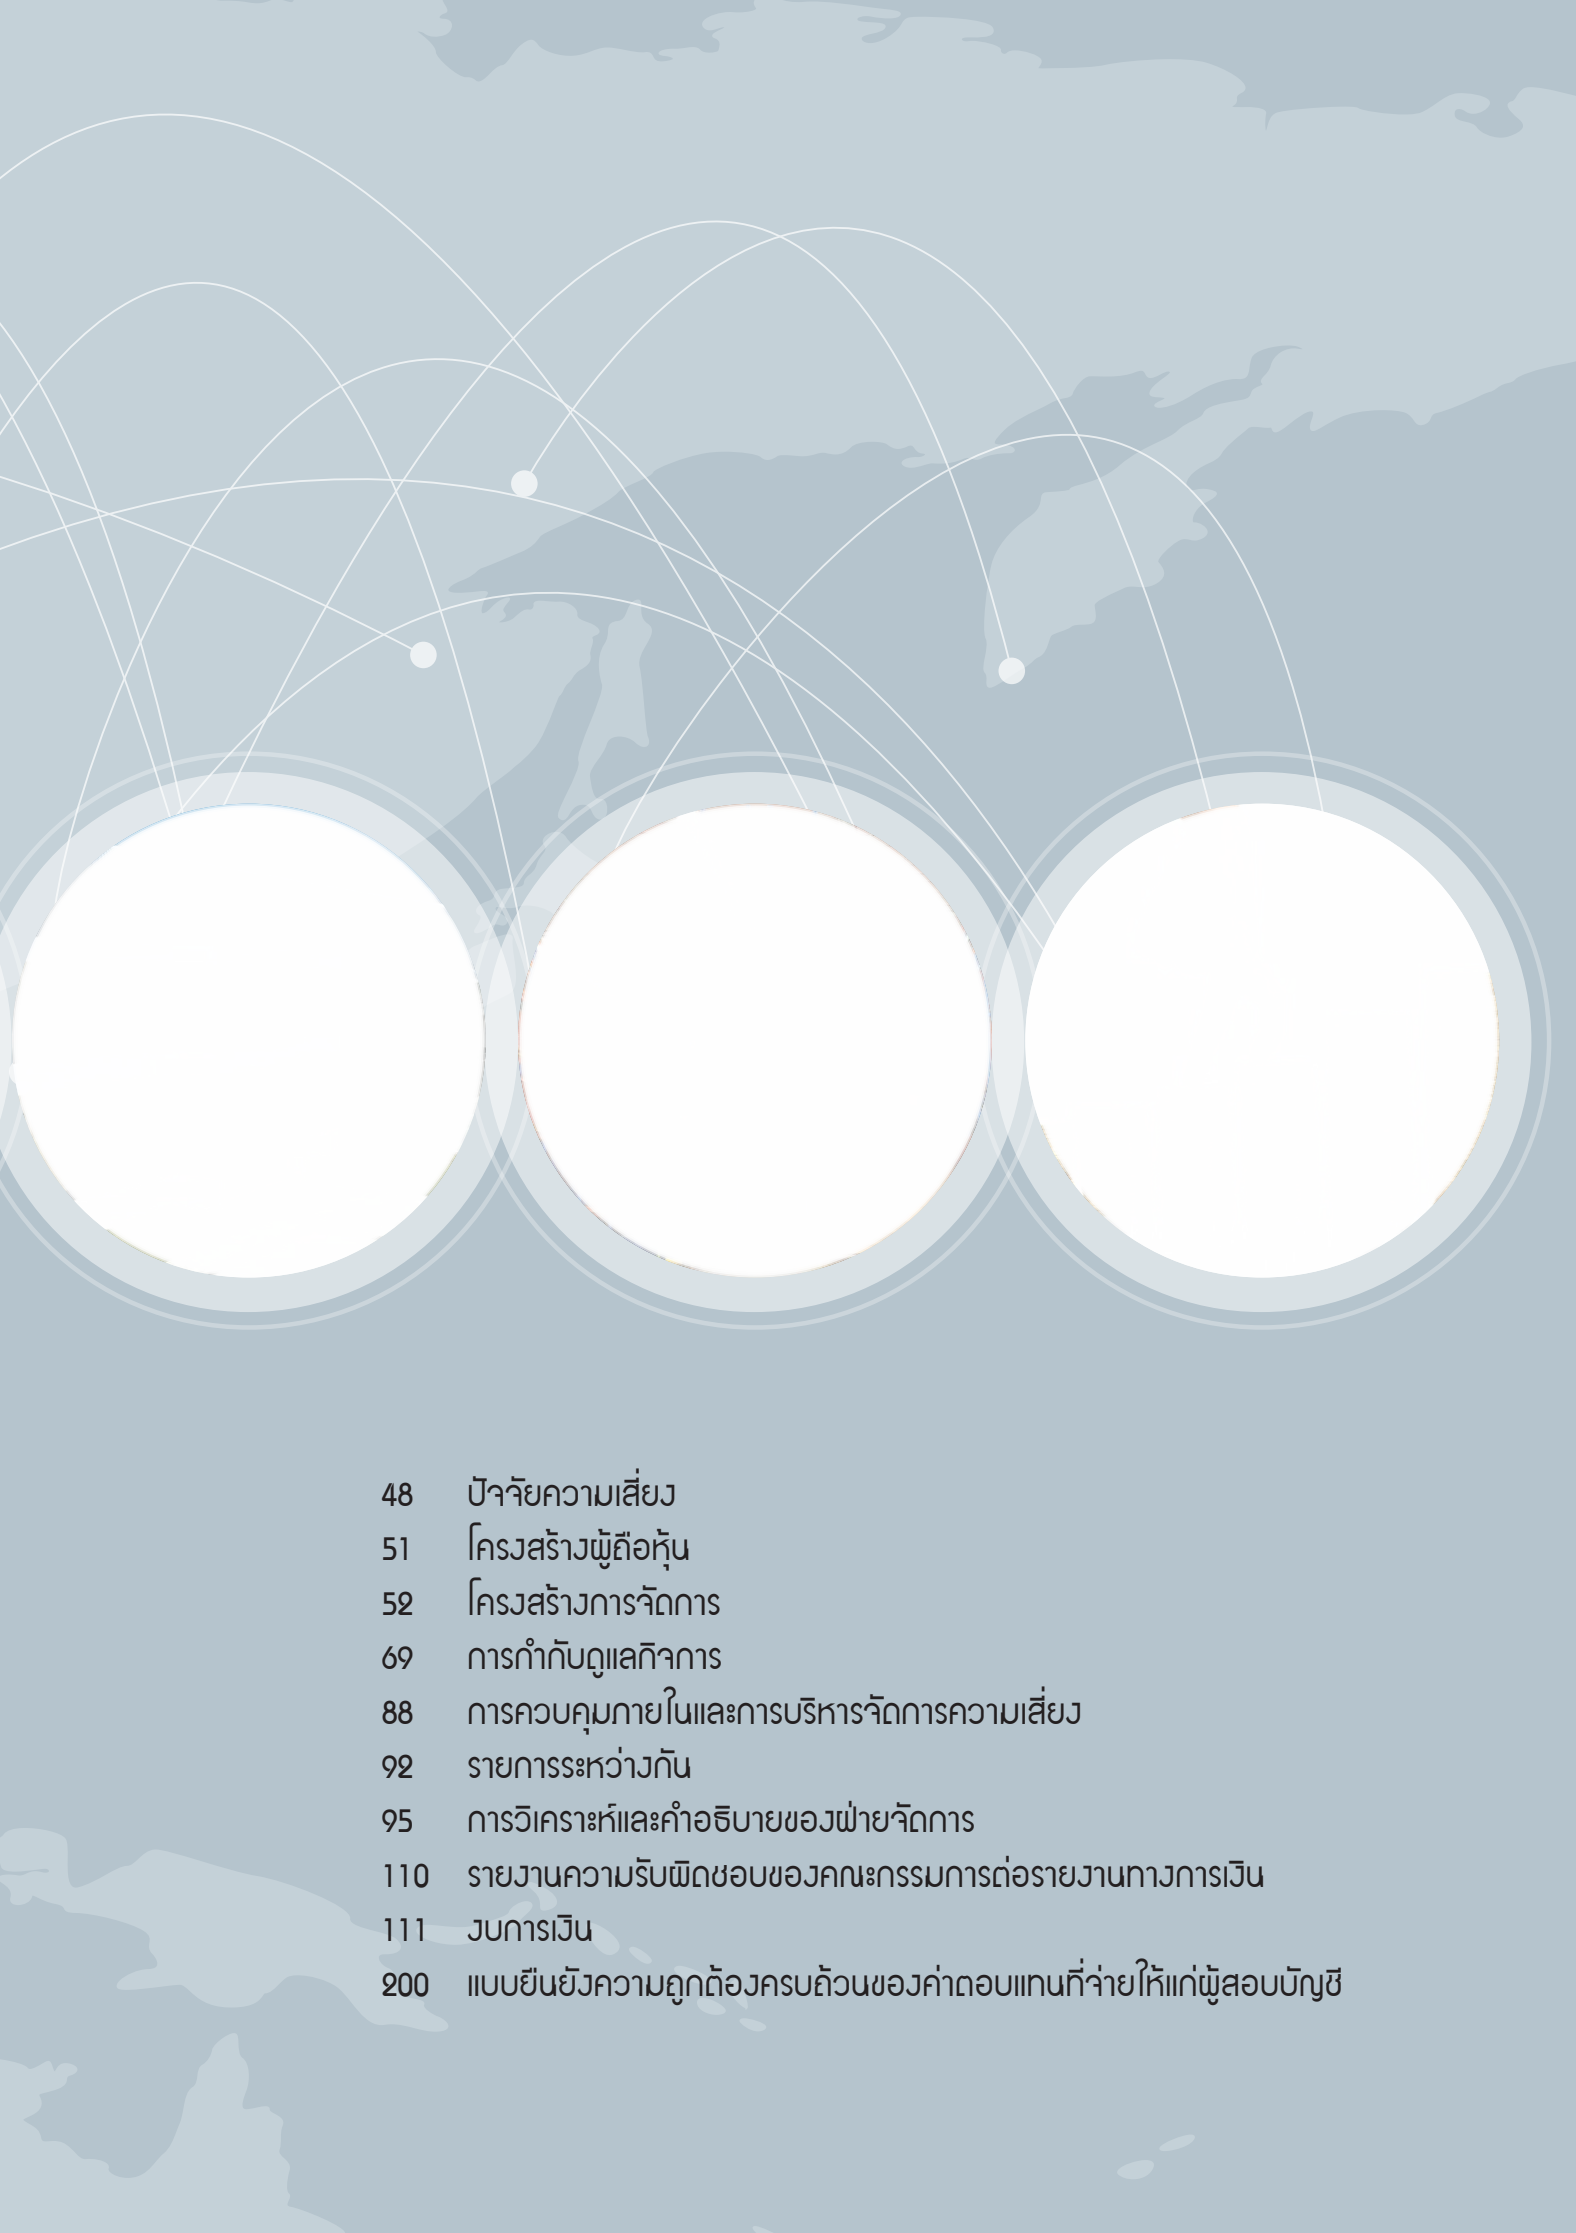 48 ปัจจัยความเสี่ยง
51 โครงสร้างผู้ถือหุ้น
52 โครงสร้างการจัดการ
69 การกำกับดูแลกิจการ
88 การควบคุมภายในและการบริหารจัดการความเสี่ยง
92 รายการระหว่างกัน
95 การวิเคราะห์และคำอธิบายของฝ่ายจัดการ
110 รายงานความรับผิดชอบของคณะกรรมการต่อรายงานทางการเงิน
111 งบการเงิน
200 แบบยืนยังความถูกต้องครบถ้วนของค่าตอบแทนที่จ่ายให้แก่ผู้สอบบัญชี